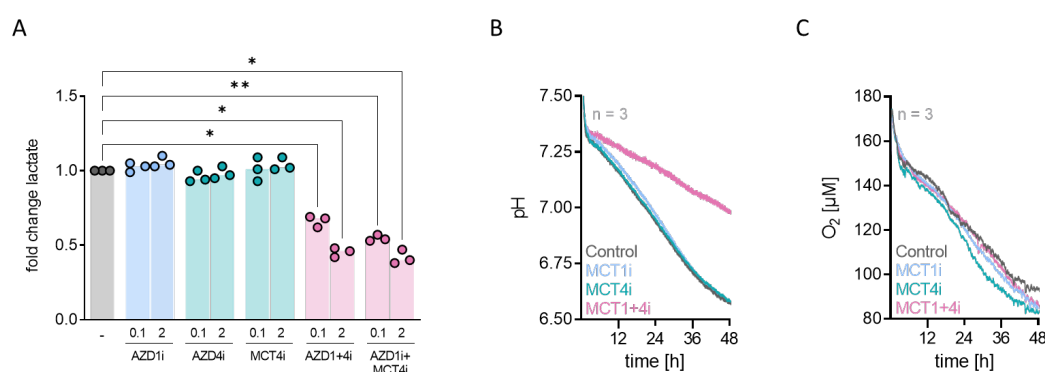 A
B
C
fold change lactate
1.5
1.0
0.5
0.0
*
**
*
*
-
0.1 2 0.1 2 0.1 2 0.1 2 0.1 2
AZD1i AZD4i MCT4i AZD1+4i AZD1i+
MCT4i
pH
7.50
7.25
7.00
6.75
6.50
n = 3
Control
MCT1i
MCT4i
MCT1+4i
12 24 36 48
time [h]
O2 [µM]
180
160
140
120
100
80
n = 3
Control
MCT1i
MCT4i
MCT1+4i
12 24 36 48
time [h]